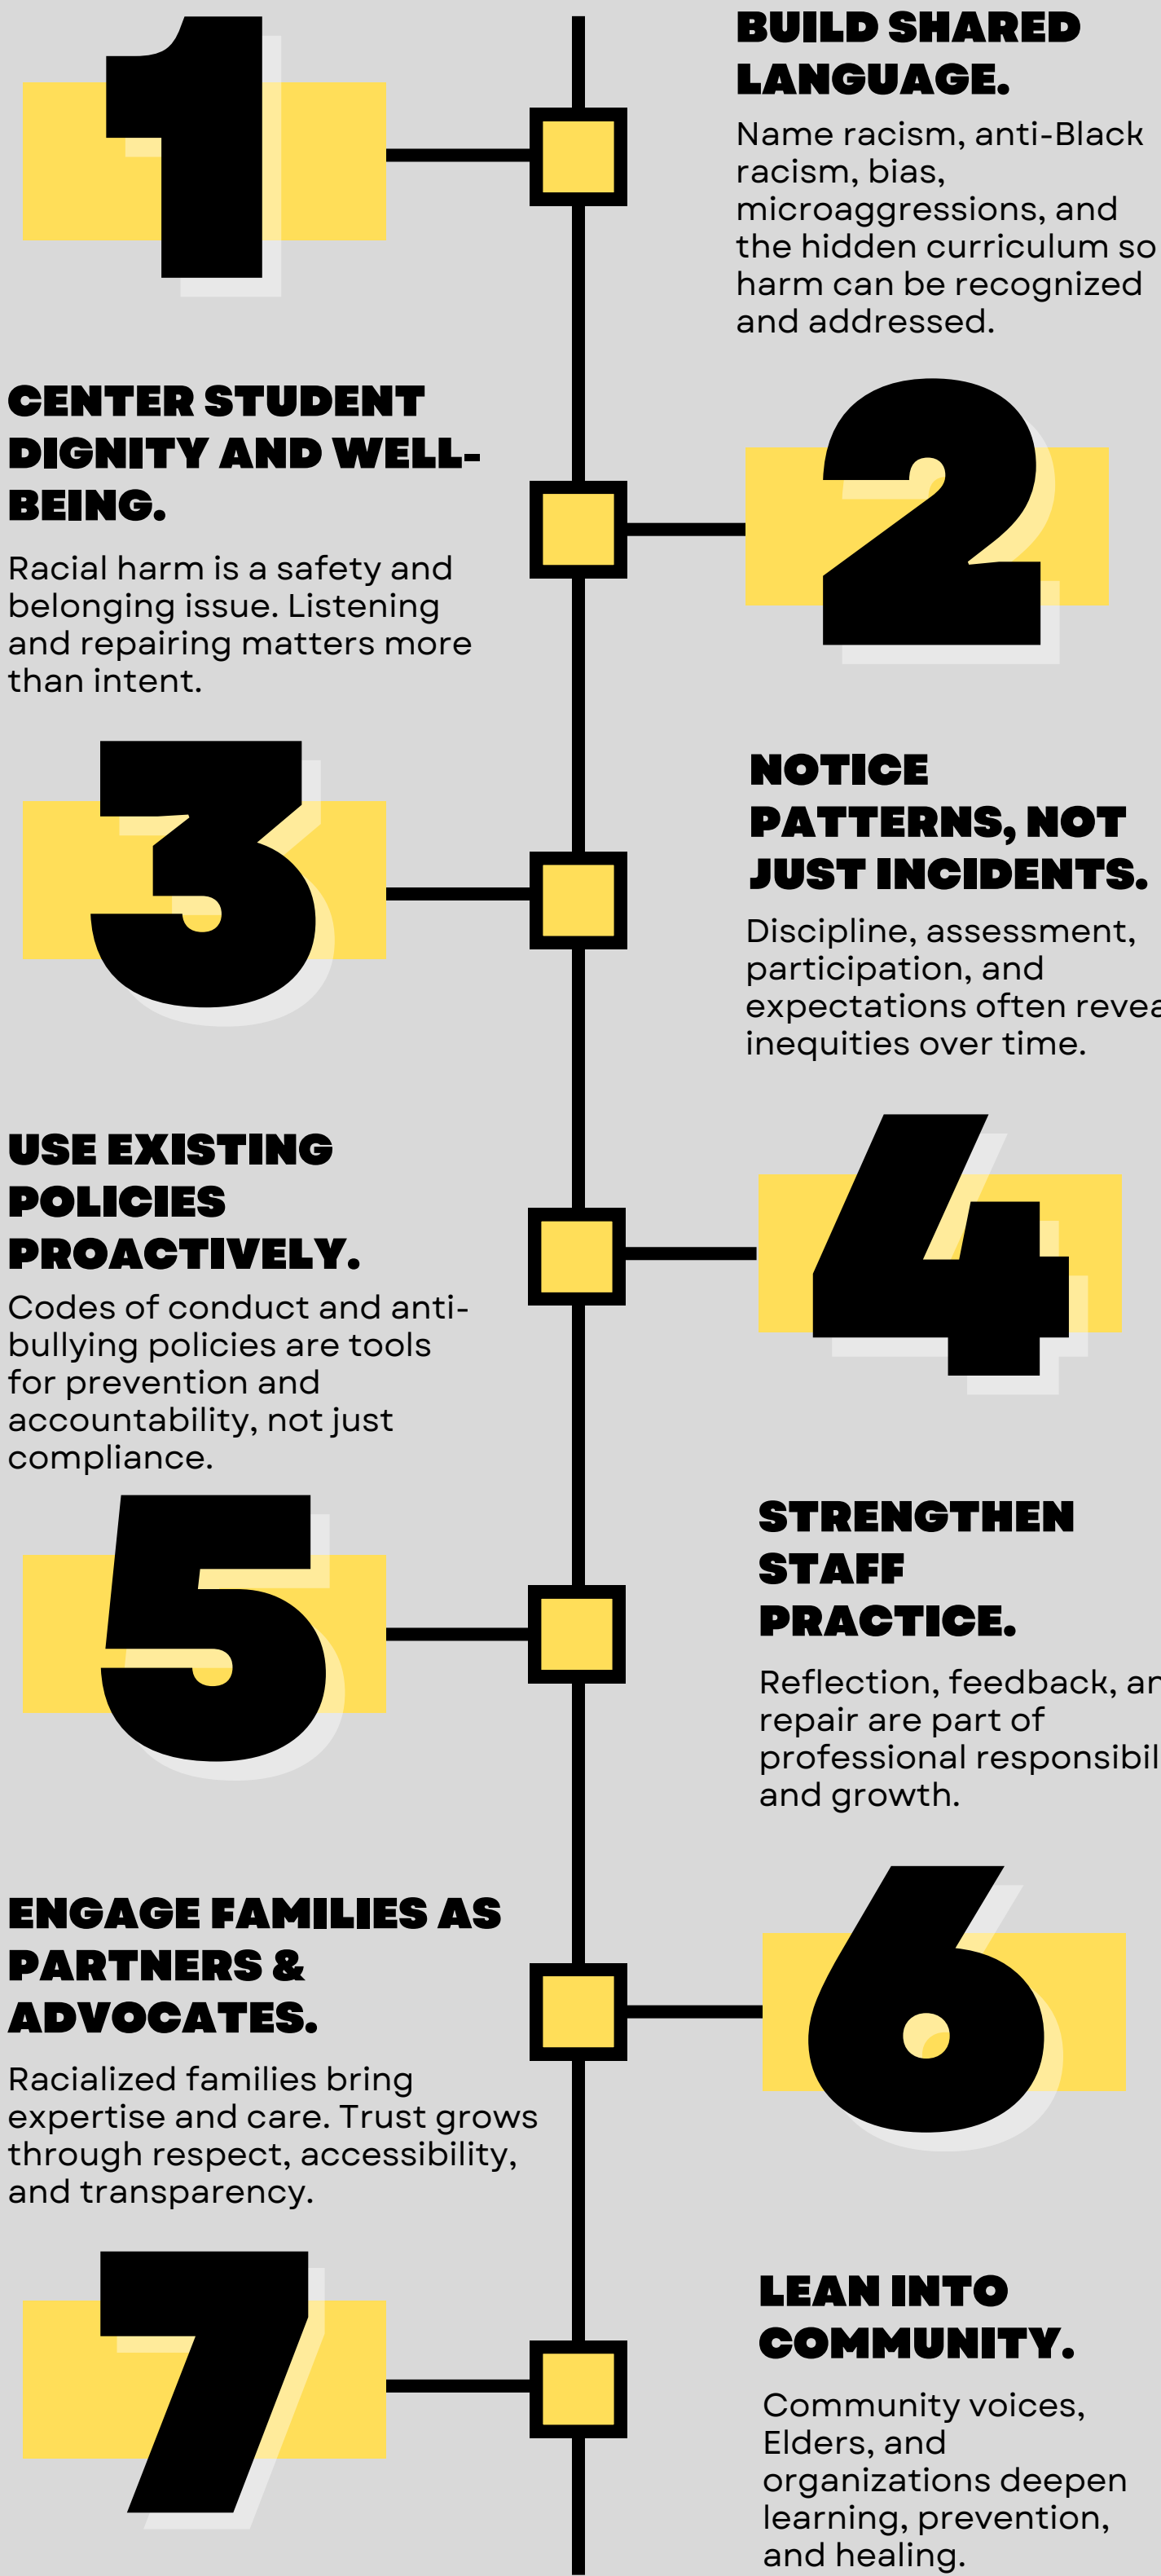 1
BUILD SHARED
LANGUAGE.
Name racism, anti-Black
racism, bias,
microaggressions, and
the hidden curriculum so
harm can be recognized
and addressed.
2
CENTER STUDENT
DIGNITY AND WELL-
BEING.
Racial harm is a safety and
belonging issue. Listening
and repairing matters more
than intent.
3
NOTICE
PATTERNS, NOT
JUST INCIDENTS.
Discipline, assessment,
participation, and
expectations often
inequities over time.
4
USE EXISTING
POLICIES
PROACTIVELY.
Codes of conduct and anti-
bullying policies are tools
for prevention and
accountability, not just
compliance.
5
STRENGTHEN
STAFF
PRACTICE.
Reflection, feedback,
repair are part of
professional
and growth.
6
ENGAGE FAMILIES AS
PARTNERS &
ADVOCATES.
Racialized families bring
expertise and care. Trust grows
through respect, accessibility,
and transparency.
7
LEAN INTO
COMMUNITY.
Community voices,
Elders, and
organizations deepen
learning, prevention,
and healing.